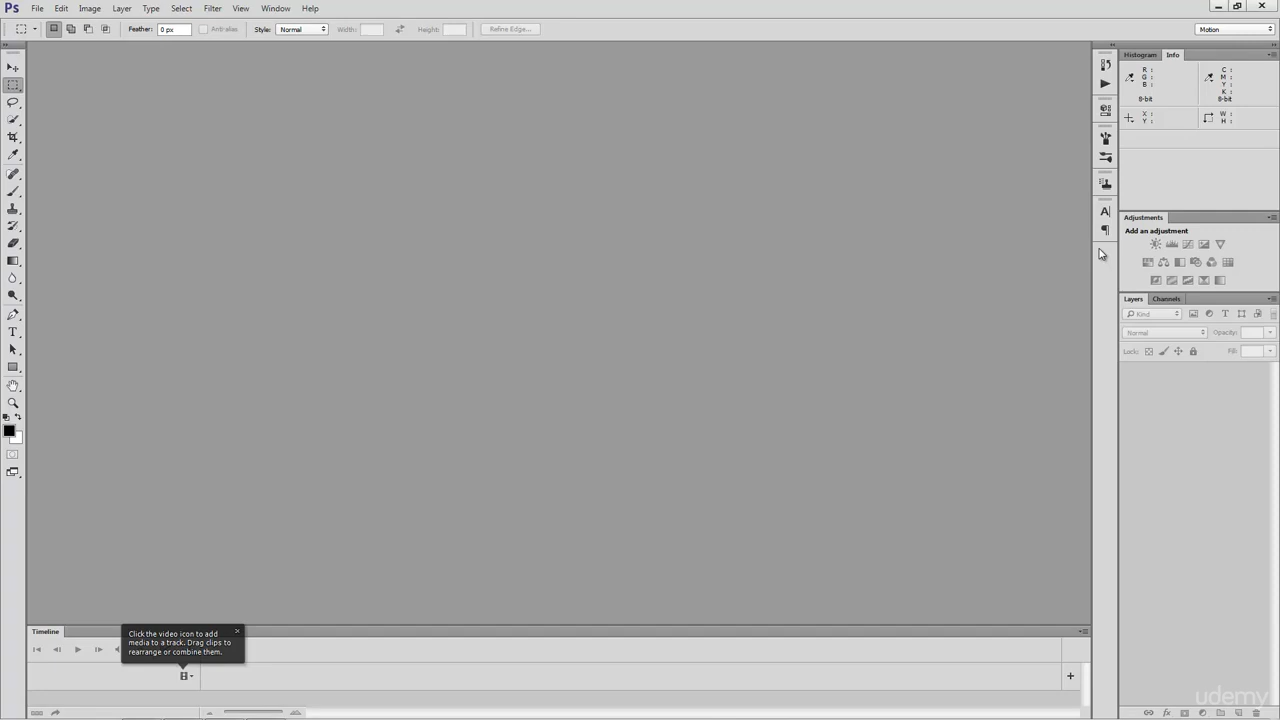 Ps File Edit Image Layer Type Select Filter View Window Help
Feather: 0 px Anti-alias Style: Normal Width: Height: Refine Edge... Motion
Histogram Info
R : C :
G : M :
B : Y :
K :
8-bit 8-bit
X : W :
Y : H :
Adjustments
Add an adjustment
Layers Channels
Kind
Normal Opacity:
Lock: Fill:
Timeline
Click the video icon to add
media to a track. Drag clips to
rearrange or combine them.
udemy